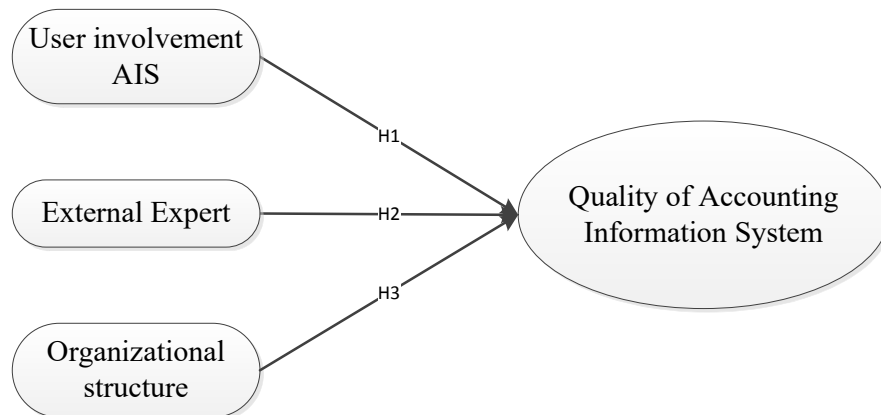 User involvement
AIS
H1
External Expert
H2
Quality of Accounting
Information System
H3
Organizational
structure